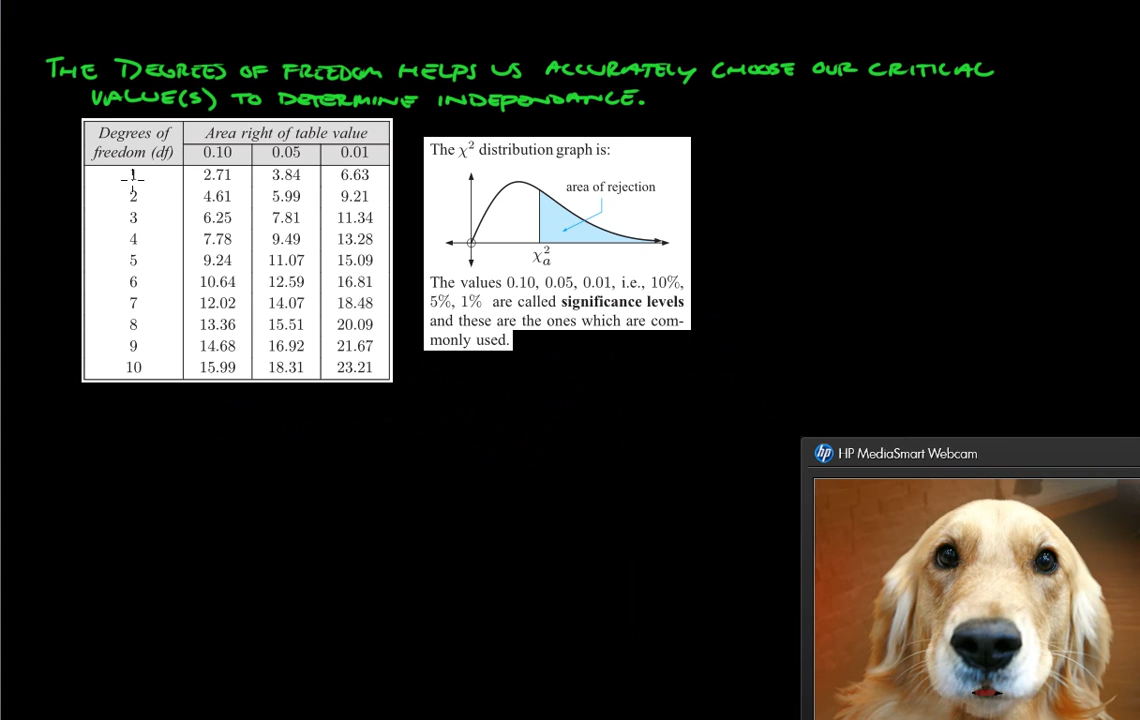 THE DEGREES OF FREEDOM HELPS US ACCURATELY CHOOSE OUR CRITICAL
VALUE(S) TO DETERMINE INDEPENDANCE.
Degrees of freedom (df) Area right of table value
0.10 0.05 0.01
1 2.71 3.84 6.63
2 4.61 5.99 9.21
3 6.25 7.81 11.34
4 7.78 9.49 13.28
5 9.24 11.07 15.09
6 10.64 12.59 16.81
7 12.02 14.07 18.48
8 13.36 15.51 20.09
9 14.68 16.92 21.67
10 15.99 18.31 23.21
The χ² distribution graph is:
area of rejection
χ²a
The values 0.10, 0.05, 0.01, i.e., 10%,
5%, 1% are called significance levels
and these are the ones which are com-
monly used.
hp HP MediaSmart Webcam